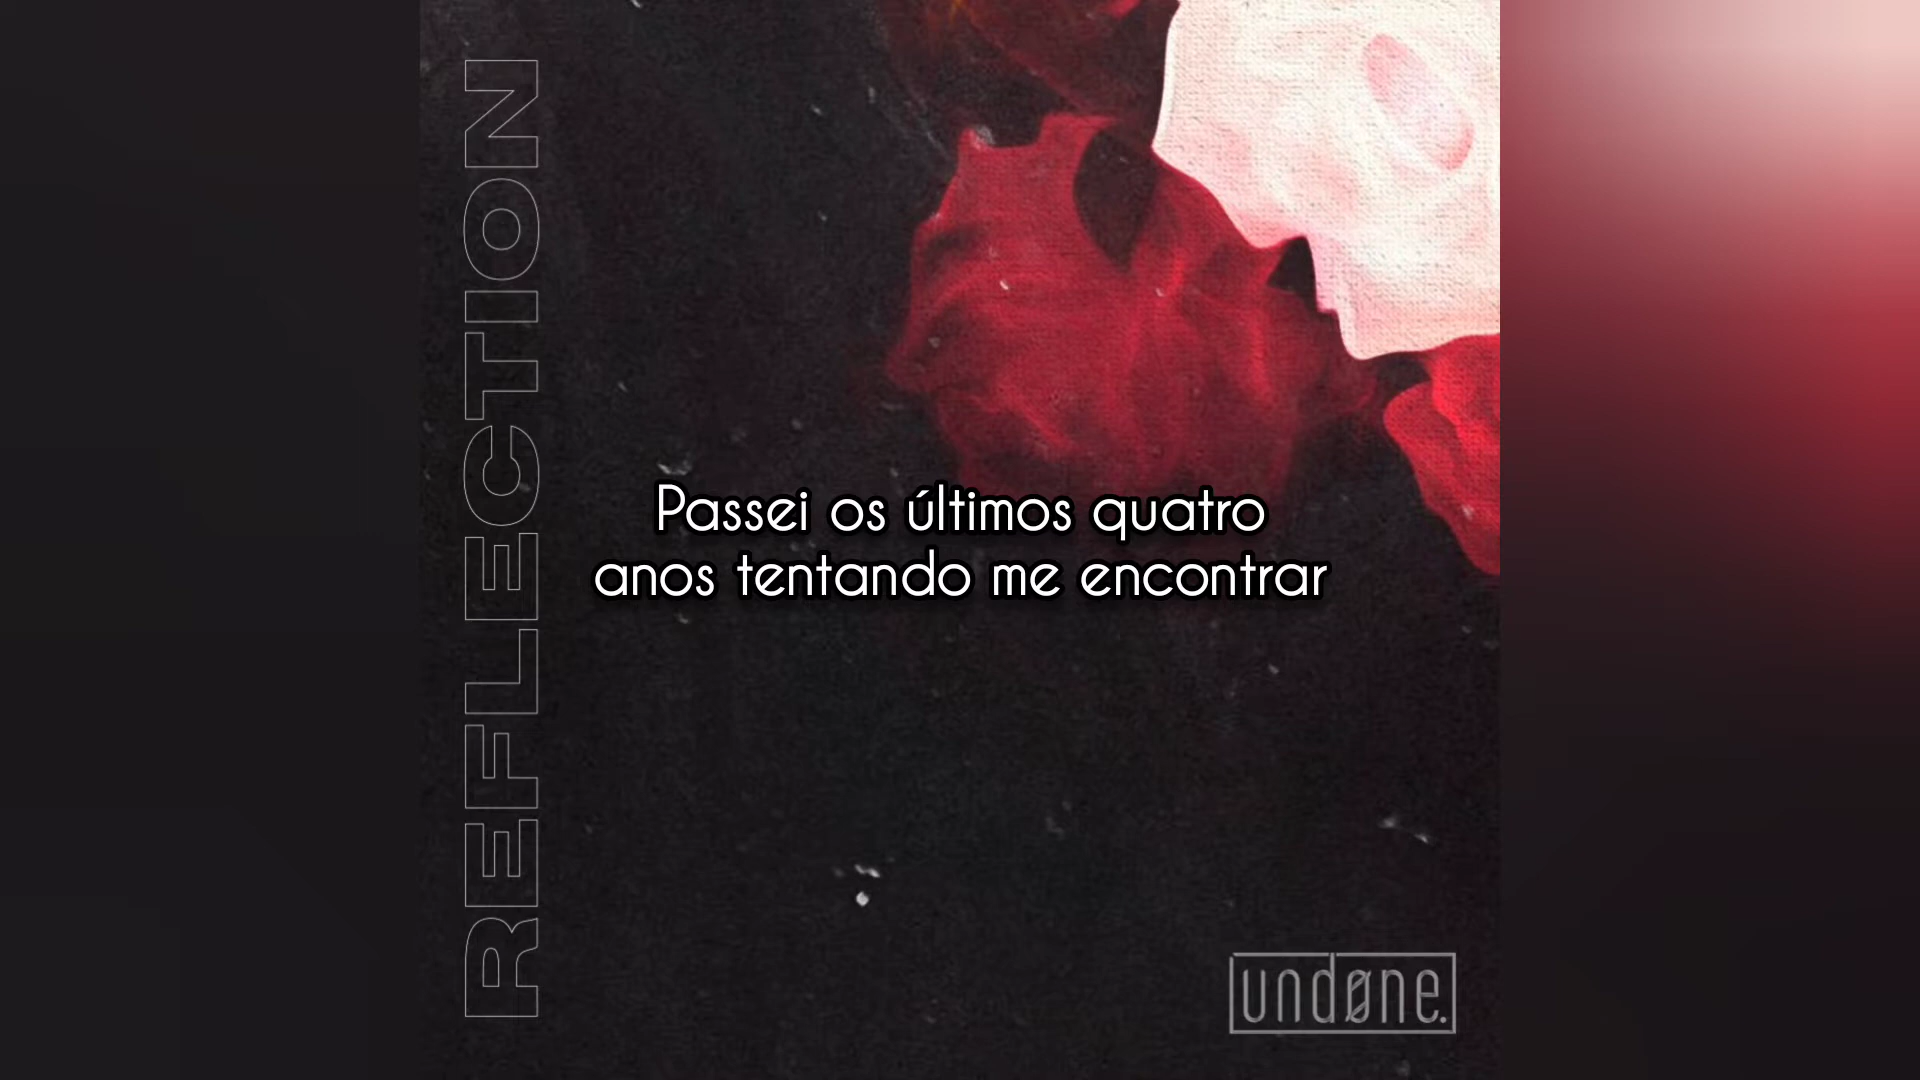 REFLECTION
Passei os últimos quatro
anos tentando me encontrar
undøne.